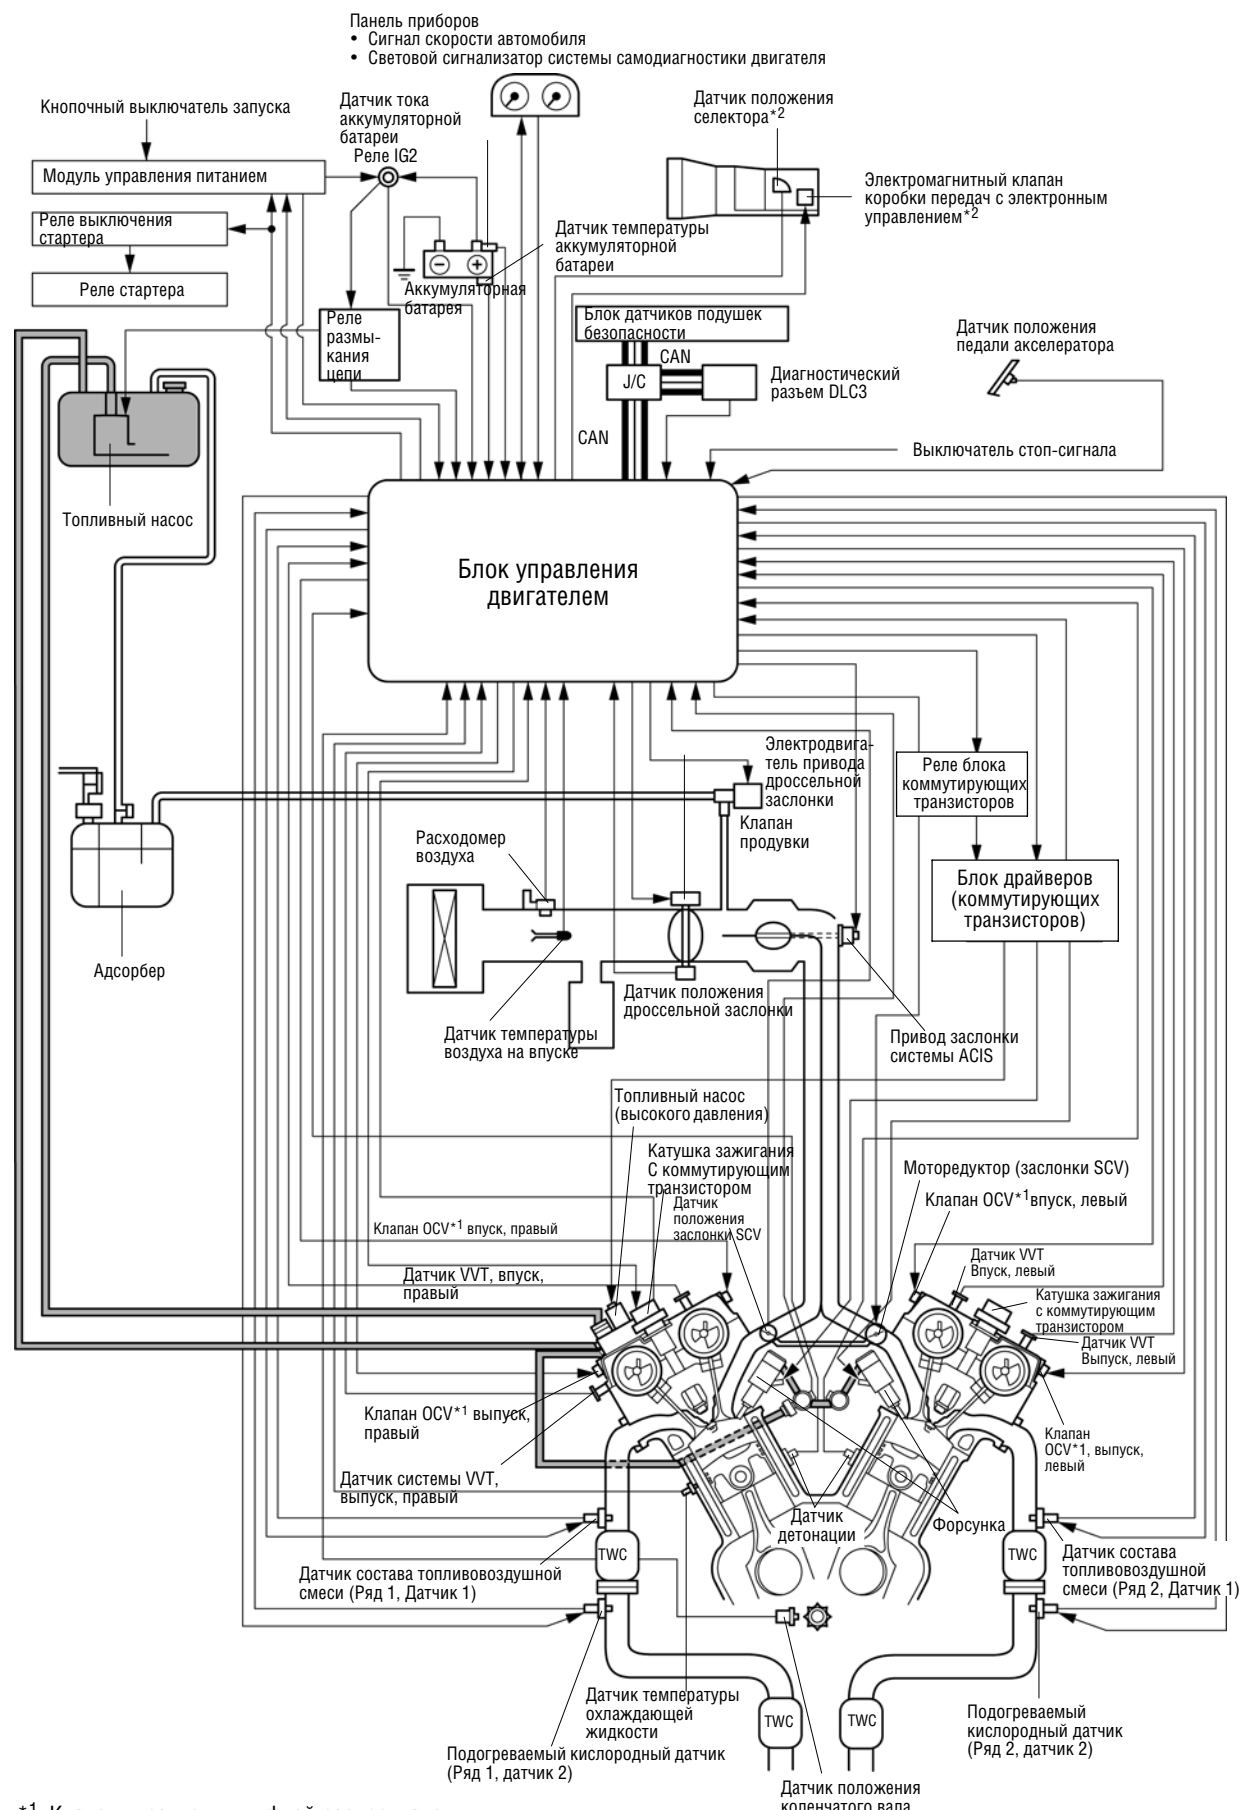 Панель приборов
• Сигнал скорости автомобиля
• Световой сигнализатор системы самодиагностики двигателя
Кнопочный выключатель запуска
Датчик тока
аккумуляторной
батареи
Реле IG2
Датчик положения
селектора*2
Модуль управления питанием
Электромагнитный клапан
коробки передач с электронным
управлением*2
Реле выключения
стартера
Датчик температуры
аккумуляторной
батареи
Реле стартера
Аккумуляторная
батарея
Реле
размы-
кания
цепи
Блок датчиков подушек
безопасности
CAN
J/C
Диагностический
разъем DLC3
Датчик положения
педали акселератора
CAN
Выключатель стоп-сигнала
Топливный насос
Блок управления
двигателем
Электродвига-
тель привода
дроссельной
заслонки
Реле блока
коммутирующих
транзисторов
Клапан
продувки
Расходомер
воздуха
Блок драйверов
(коммутирующих
транзисторов)
Адсорбер
Датчик положения
дроссельной заслонки
Датчик температуры
воздуха на впуске
Привод заслонки
системы ACIS
Топливный насос
(высокого давления)
Катушка зажигания
С коммутирующим
транзистором
Моторедуктор (заслонки SCV)
Датчик
положения
заслонки SCV
Клапан OCV*1впуск, левый
Клапан OCV*1 впуск, правый
Датчик VVT
Впуск, левый
Датчик VVT, впуск,
правый
Катушка зажигания
с коммутирующим
транзистором
Датчик VVT
Выпуск, левый
Клапан OCV*1 выпуск,
правый
Клапан
OCV*1, выпуск,
левый
Датчик системы VVT,
выпуск, правый
Датчик
детонации
Форсунка
TWC
TWC
Датчик состава топливовоздушной
смеси (Ряд 1, Датчик 1)
Датчик состава
топливовоздушной
смеси (Ряд 2, Датчик 1)
Датчик температуры
охлаждающей
жидкости
TWC
TWC
Подогреваемый
кислородный датчик
(Ряд 2, датчик 2)
Подогреваемый кислородный датчик
(Ряд 1, датчик 2)
Датчик положения
коленчатого вала